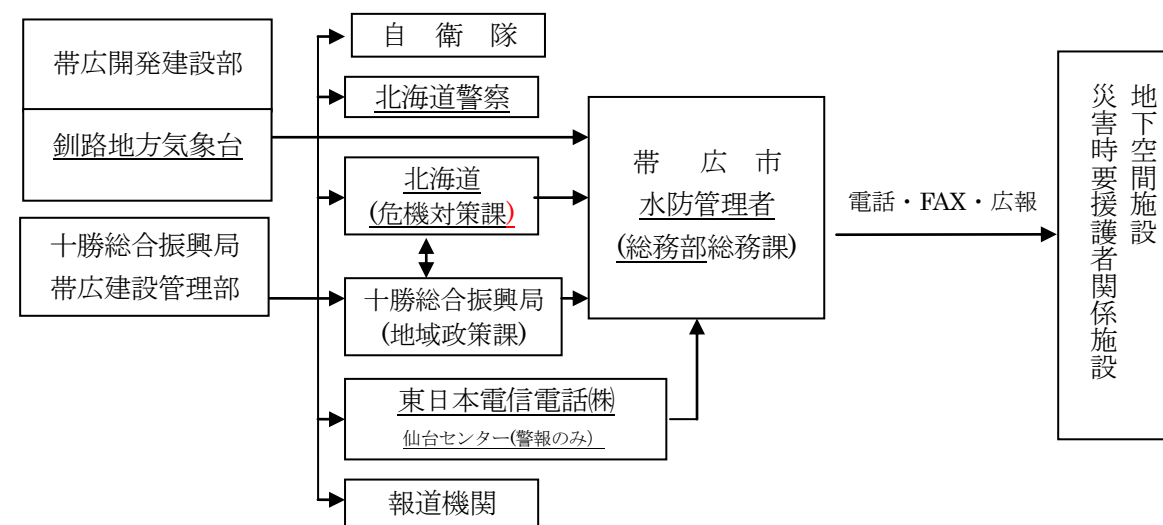 帯広開発建設部
釧路地方気象台
十勝総合振興局
帯広建設管理部
自　衛　隊
北海道警察
北海道
(危機対策課)
十勝総合振興局
(地域政策課)
東日本電信電話㈱
仙台センター(警報のみ)
報道機関
帯　広　市
水防管理者
(総務部総務課)
電話・FAX・広報
地下空間施設
災害時要援護者関係施設